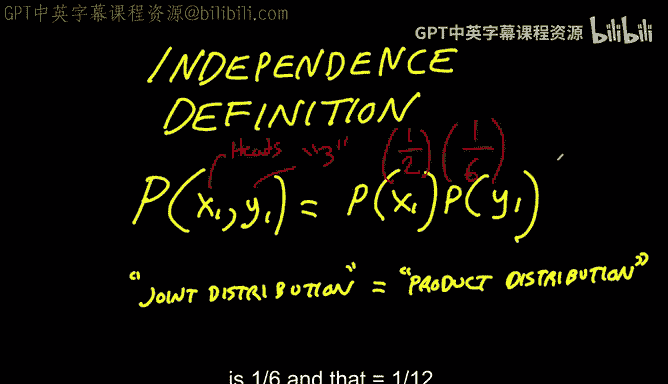 GPT中英字幕课程资源@bilibili.com
GPT中英字幕课程资源 bilibili
INDEPENDENCE
DEFINITION
Heads "3" (1/2) (1/6)
P(x₁, y₁) = P(x₁)P(y₁)
"JOINT DISTRIBUTION" = "PRODUCT DISTRIBUTION"
is 1/6 and that = 1/12